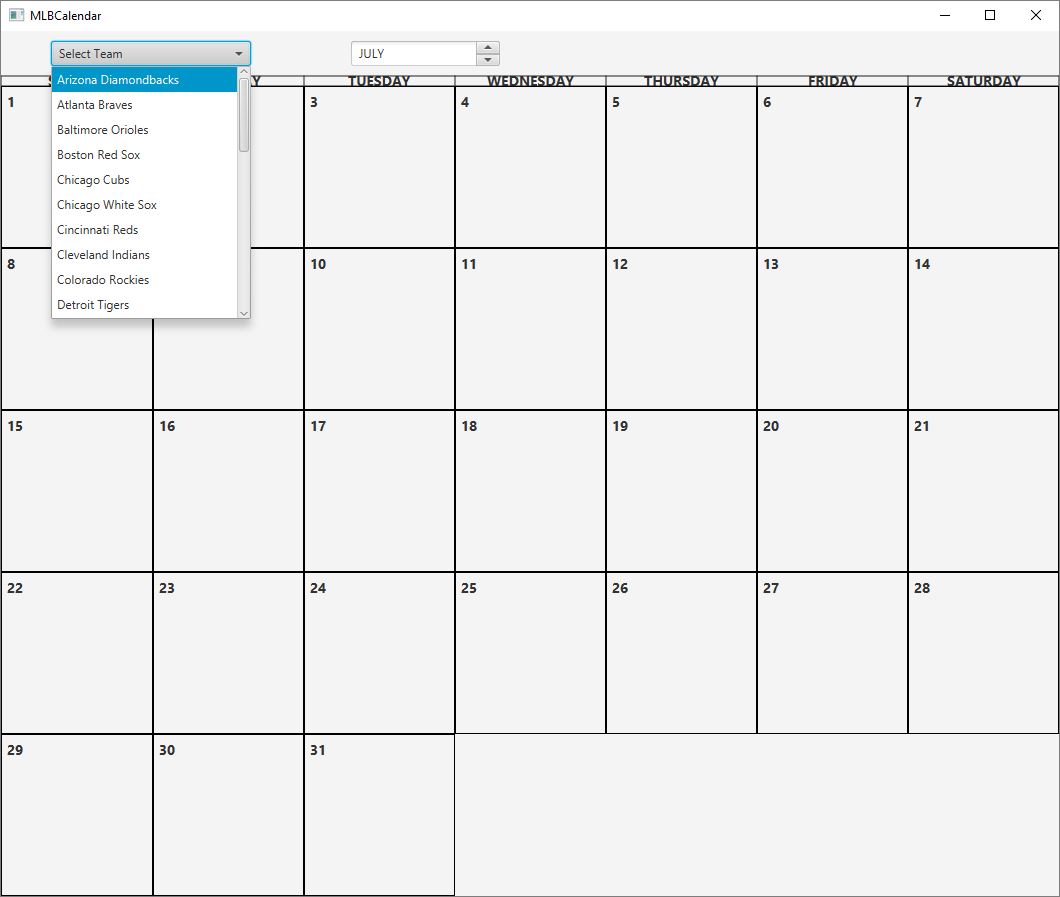 MLBCalendar
Select Team
JULY
TUESDAY
WEDNESDAY
THURSDAY
FRIDAY
SATURDAY
Arizona Diamondbacks
Atlanta Braves
Baltimore Orioles
Boston Red Sox
Chicago Cubs
Chicago White Sox
Cincinnati Reds
Cleveland Indians
Colorado Rockies
Detroit Tigers
1 3 4 5 6 7
8 10 11 12 13 14
15 16 17 18 19 20 21
22 23 24 25 26 27 28
29 30 31